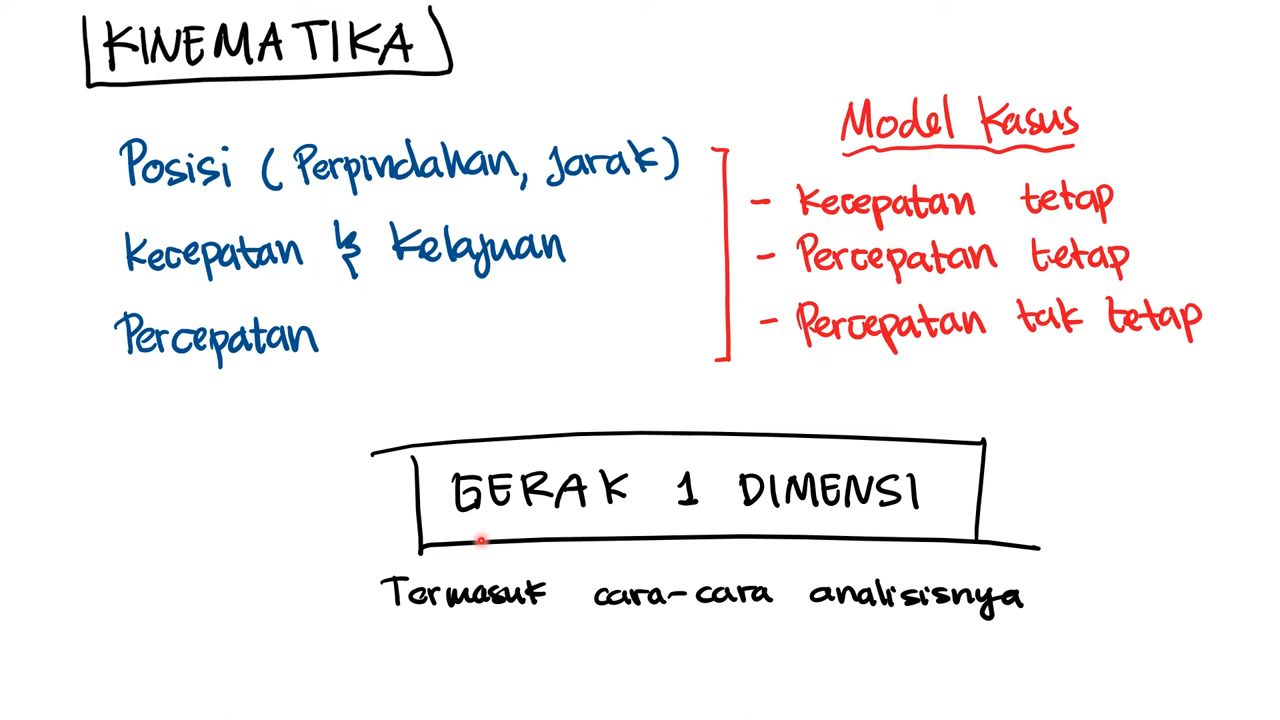 KINEMATIKA
Posisi (Perpindahan, Jarak)
Kecepatan & Kelajuan
Percepatan
Model Kasus
- Kecepatan tetap
- Percepatan tetap
- Percepatan tak tetap
GERAK 1 DIMENSI
Termasuk cara-cara analisisnya